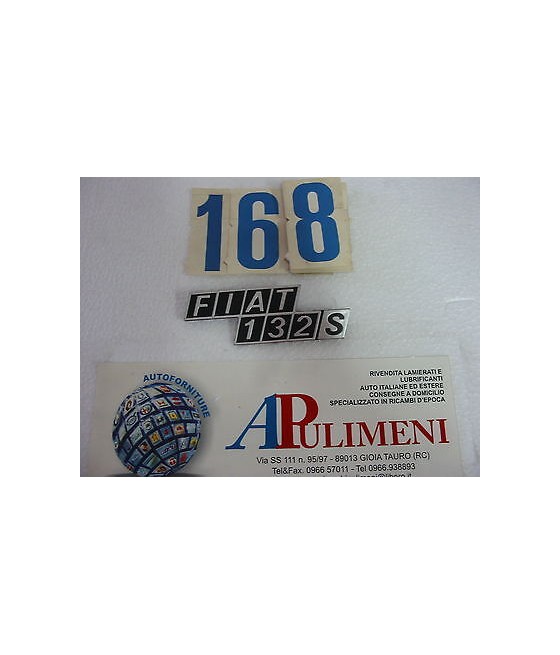 168
FIAT
132S
AUTOFORNITURE
RIVENDITA LAMIERATI E
LUBRIFICANTI
AUTO ITALIANE ED ESTERE
CONSEGNE A DOMICILIO
SPECIALIZZATO IN RICAMBI D'EPOCA
APULIMENI
Via SS 111 n. 95/97 - 89013 GIOIA TAURO (RC)
Tel&Fax. 0966 57011 - Tel 0966.938893